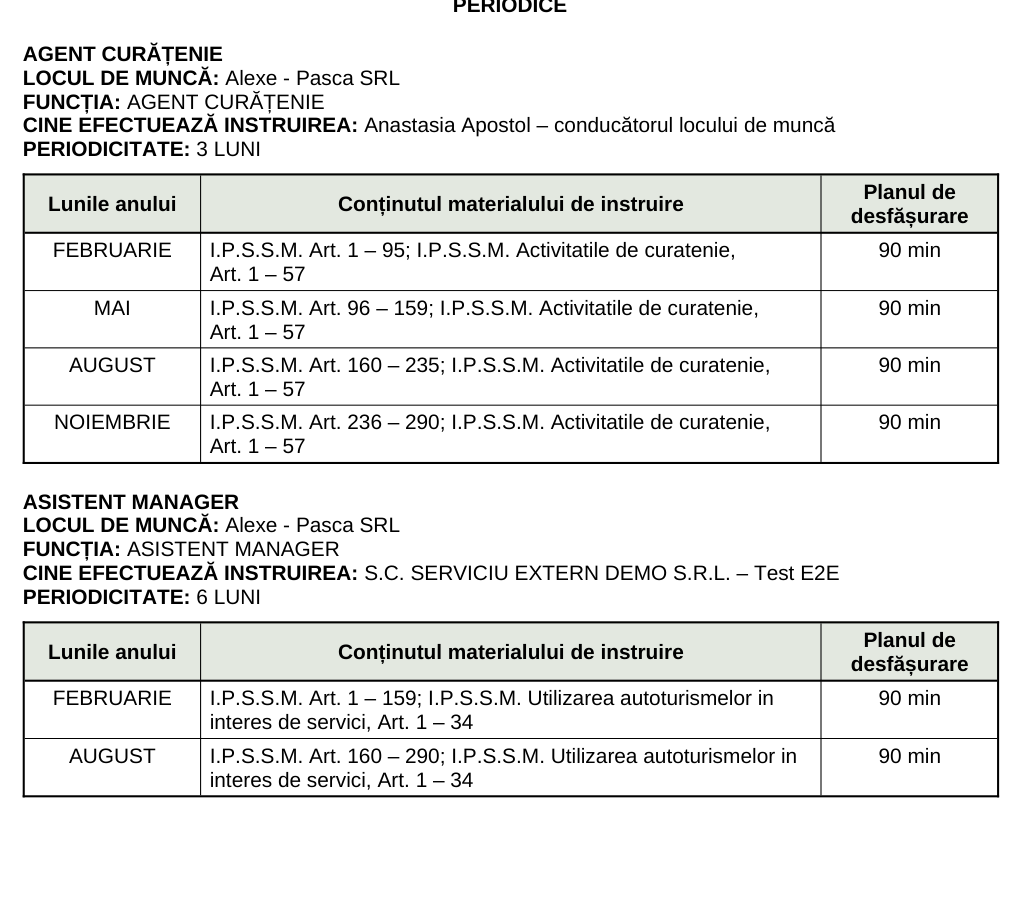 PERIODICE
AGENT CURĂȚENIE
LOCUL DE MUNCĂ: Alexe - Pasca SRL
FUNCȚIA: AGENT CURĂȚENIE
CINE EFECTUEAZĂ INSTRUIREA: Anastasia Apostol – conducătorul locului de muncă
PERIODICITATE: 3 LUNI
Lunile anului Conținutul materialului de instruire Planul de
desfășurare
FEBRUARIE I.P.S.S.M. Art. 1 – 95; I.P.S.S.M. Activitatile de curatenie, 90 min
Art. 1 – 57
MAI I.P.S.S.M. Art. 96 – 159; I.P.S.S.M. Activitatile de curatenie, 90 min
Art. 1 – 57
AUGUST I.P.S.S.M. Art. 160 – 235; I.P.S.S.M. Activitatile de curatenie, 90 min
Art. 1 – 57
NOIEMBRIE I.P.S.S.M. Art. 236 – 290; I.P.S.S.M. Activitatile de curatenie, 90 min
Art. 1 – 57
ASISTENT MANAGER
LOCUL DE MUNCĂ: Alexe - Pasca SRL
FUNCȚIA: ASISTENT MANAGER
CINE EFECTUEAZĂ INSTRUIREA: S.C. SERVICIU EXTERN DEMO S.R.L. – Test E2E
PERIODICITATE: 6 LUNI
Lunile anului Conținutul materialului de instruire Planul de
desfășurare
FEBRUARIE I.P.S.S.M. Art. 1 – 159; I.P.S.S.M. Utilizarea autoturismelor in 90 min
interes de servici, Art. 1 – 34
AUGUST I.P.S.S.M. Art. 160 – 290; I.P.S.S.M. Utilizarea autoturismelor in 90 min
interes de servici, Art. 1 – 34